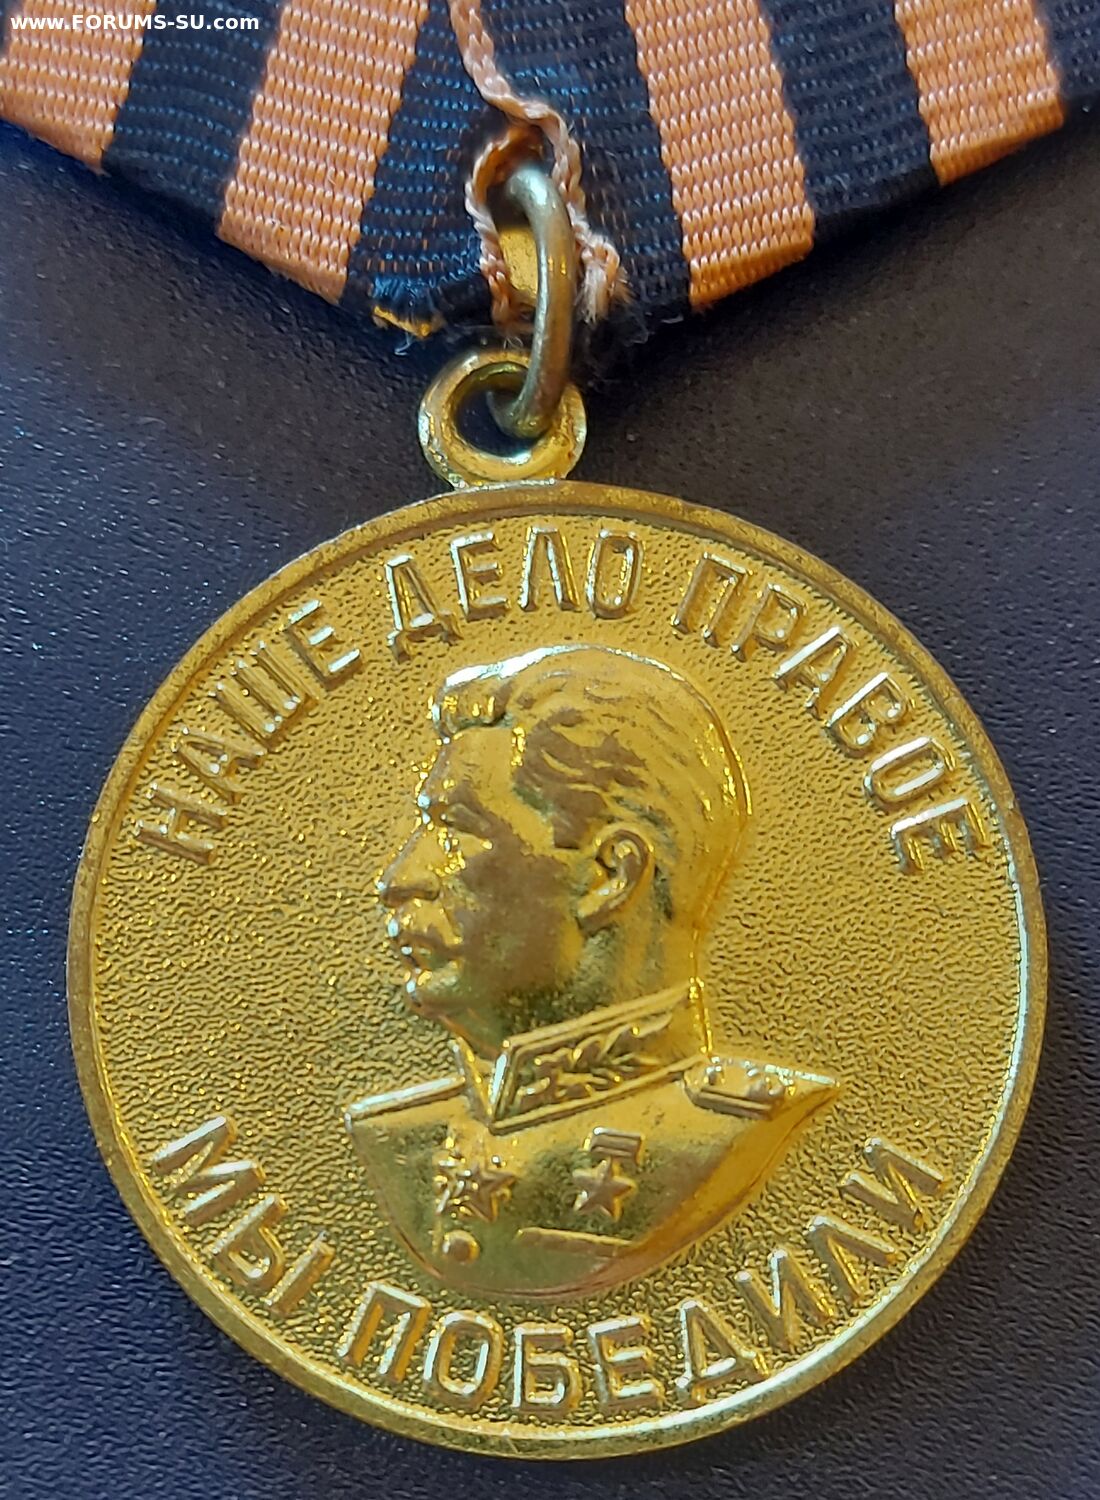 www.FORUMS-SU.com
НАШЕ ДЕЛО ПРАВОЕ
МЫ ПОБЕДИЛИ